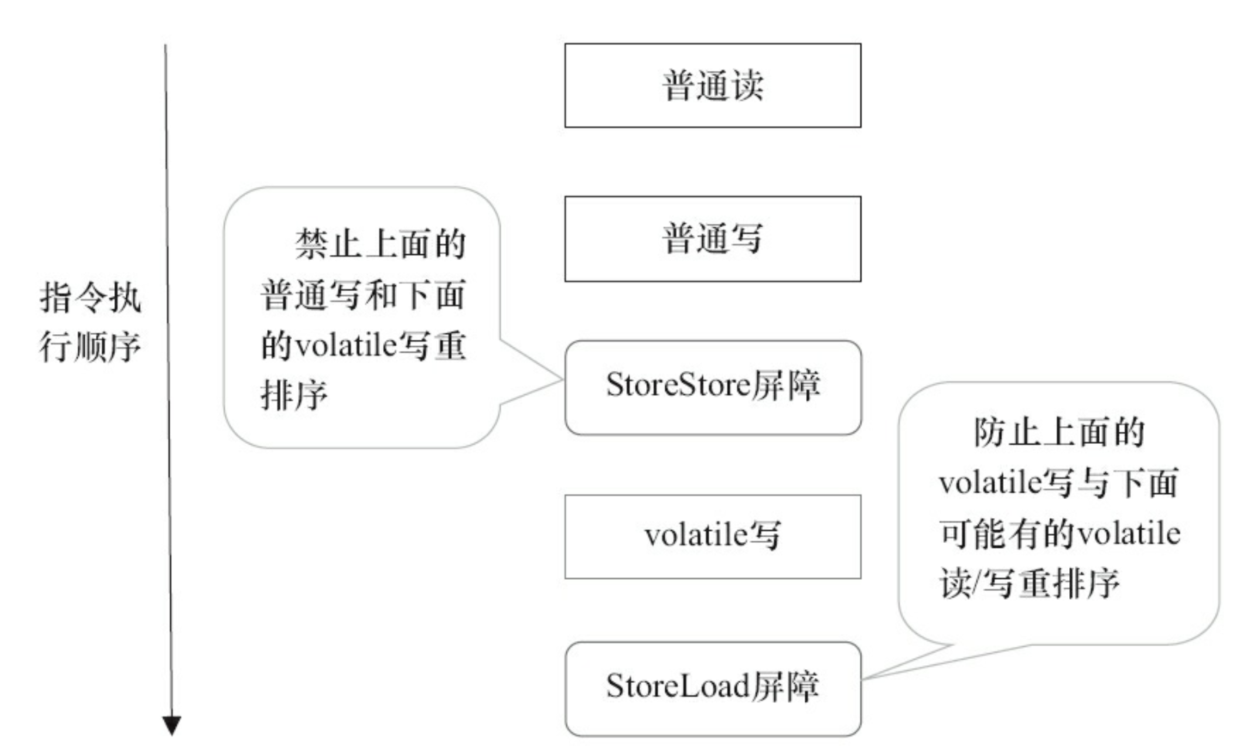 普通读
普通写
禁止上面的
普通写和下面
的volatile写重
排序
指令执
行顺序
StoreStore屏障
防止上面的
volatile写与下面
可能有的volatile
读/写重排序
volatile写
StoreLoad屏障